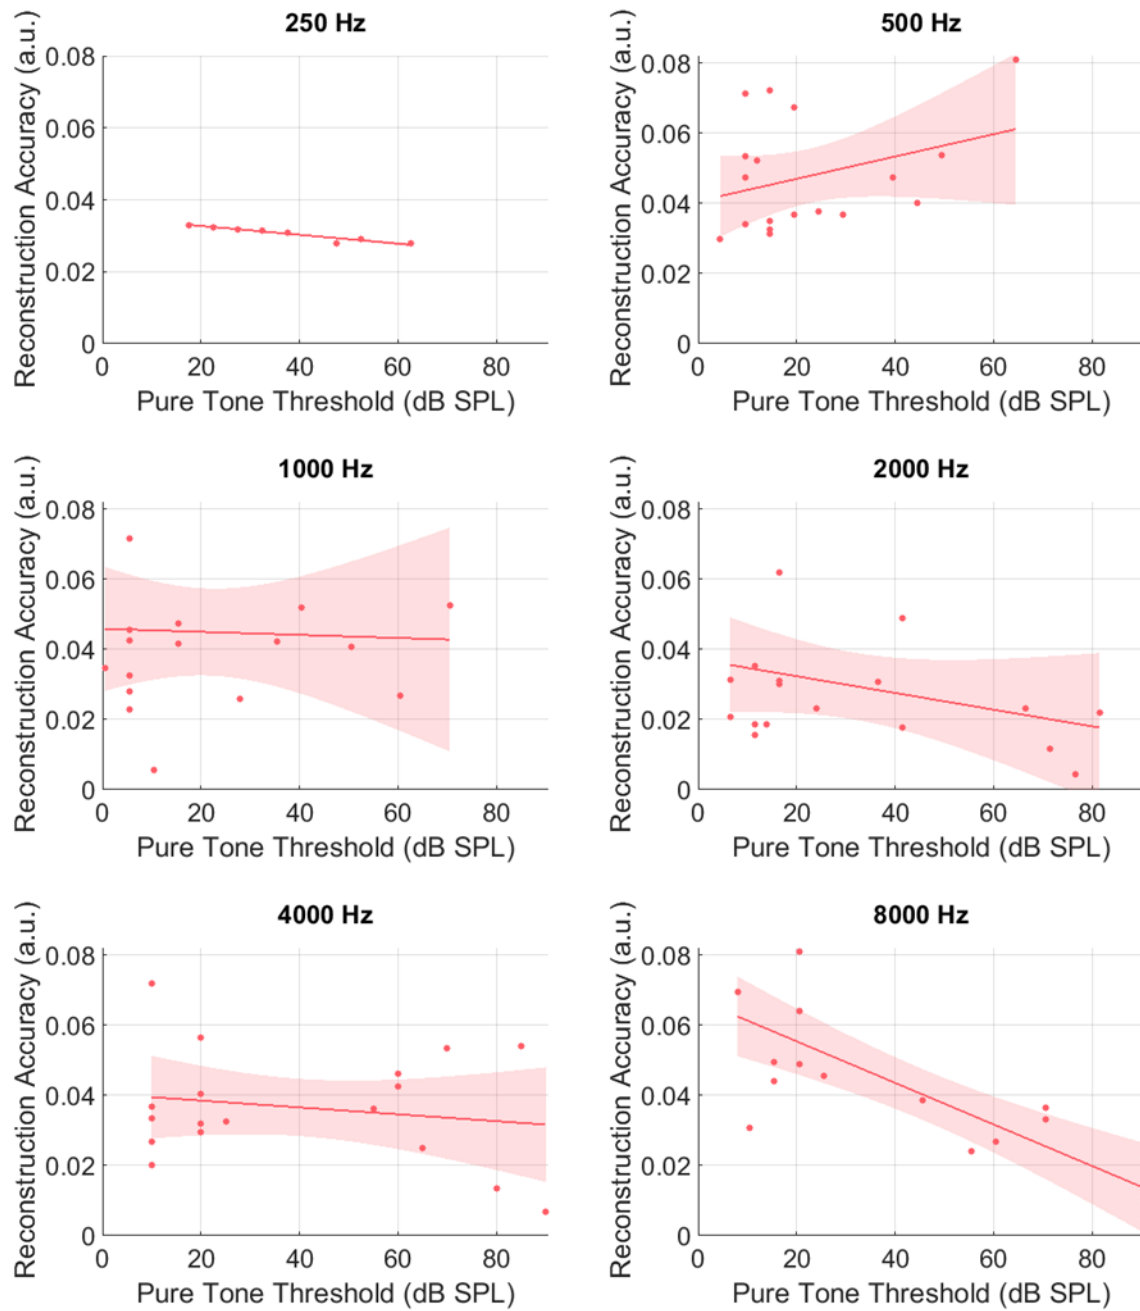 250 Hz
Reconstruction Accuracy (a.u.)
0.08
0.06
0.04
0.02
0
0 20 40 60 80
Pure Tone Threshold (dB SPL)
500 Hz
Reconstruction Accuracy (a.u.)
0.08
0.06
0.04
0.02
0
0 20 40 60 80
Pure Tone Threshold (dB SPL)
1000 Hz
Reconstruction Accuracy (a.u.)
0.08
0.06
0.04
0.02
0
0 20 40 60 80
Pure Tone Threshold (dB SPL)
2000 Hz
Reconstruction Accuracy (a.u.)
0.08
0.06
0.04
0.02
0
0 20 40 60 80
Pure Tone Threshold (dB SPL)
4000 Hz
Reconstruction Accuracy (a.u.)
0.08
0.06
0.04
0.02
0
0 20 40 60 80
Pure Tone Threshold (dB SPL)
8000 Hz
Reconstruction Accuracy (a.u.)
0.08
0.06
0.04
0.02
0
0 20 40 60 80
Pure Tone Threshold (dB SPL)